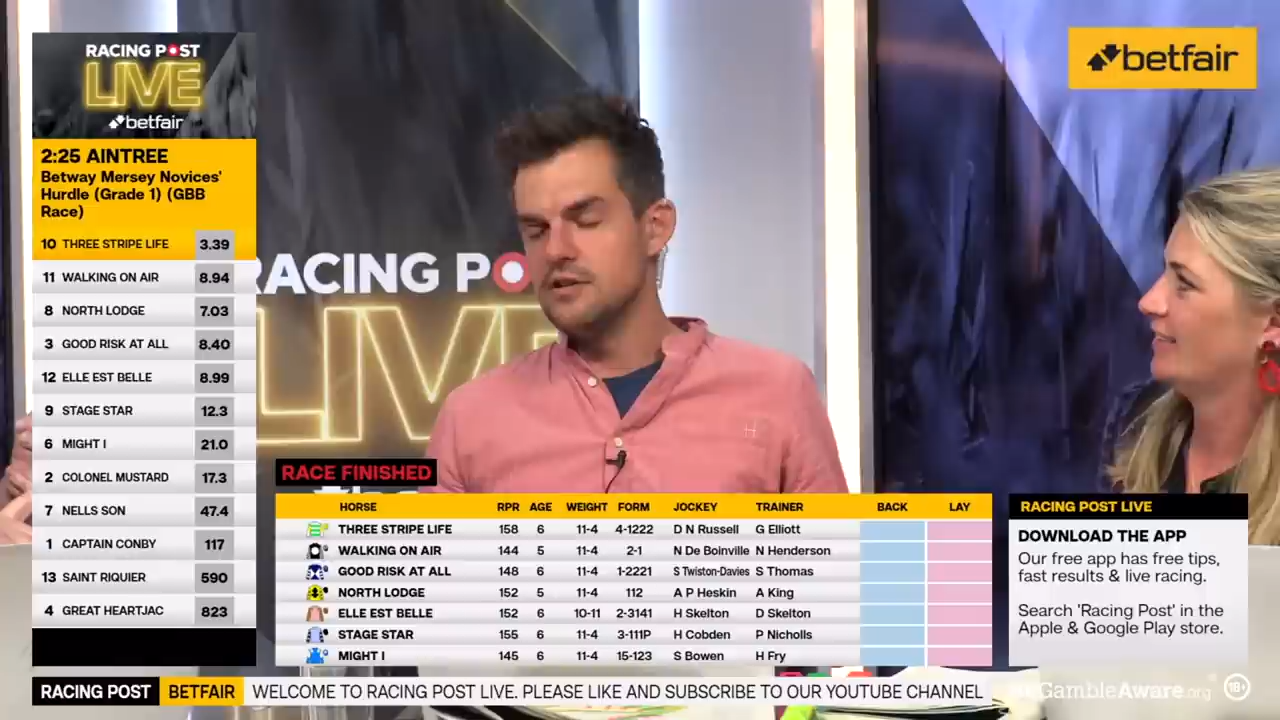 RACING POST
LIVE
betfair
2:25 AINTREE
Betway Mersey Novices'
Hurdle (Grade 1) (GBB
Race)
10 THREE STRIPE LIFE 3.39
11 WALKING ON AIR 8.94
8 NORTH LODGE 7.03
3 GOOD RISK AT ALL 8.40
12 ELLE EST BELLE 8.99
9 STAGE STAR 12.3
6 MIGHT I 21.0
2 COLONEL MUSTARD 17.3
7 NELLS SON 47.4
1 CAPTAIN CONBY 117
13 SAINT RIQUIER 590
4 GREAT HEARTJAC 823
betfair
RACING PO
LIVE
H
RACE FINISHED
HORSE RPR AGE WEIGHT FORM JOCKEY TRAINER BACK LAY
THREE STRIPE LIFE 158 6 11-4 4-1222 D N Russell G Elliott
WALKING ON AIR 144 5 11-4 2-1 N De Boinville N Henderson
GOOD RISK AT ALL 148 6 11-4 1-2221 S Twiston-Davies S Thomas
NORTH LODGE 152 5 11-4 112 A P Heskin A King
ELLE EST BELLE 152 6 10-11 2-3141 H Skelton D Skelton
STAGE STAR 155 6 11-4 3-111P H Cobden P Nicholls
MIGHT I 145 6 11-4 15-123 S Bowen H Fry
RACING POST LIVE
DOWNLOAD THE APP
Our free app has free tips,
fast results & live racing.
Search 'Racing Post' in the
Apple & Google Play store.
RACING POST BETFAIR WELCOME TO RACING POST LIVE. PLEASE LIKE AND SUBSCRIBE TO OUR YOUTUBE CHANNEL
GambleAware.org 18+